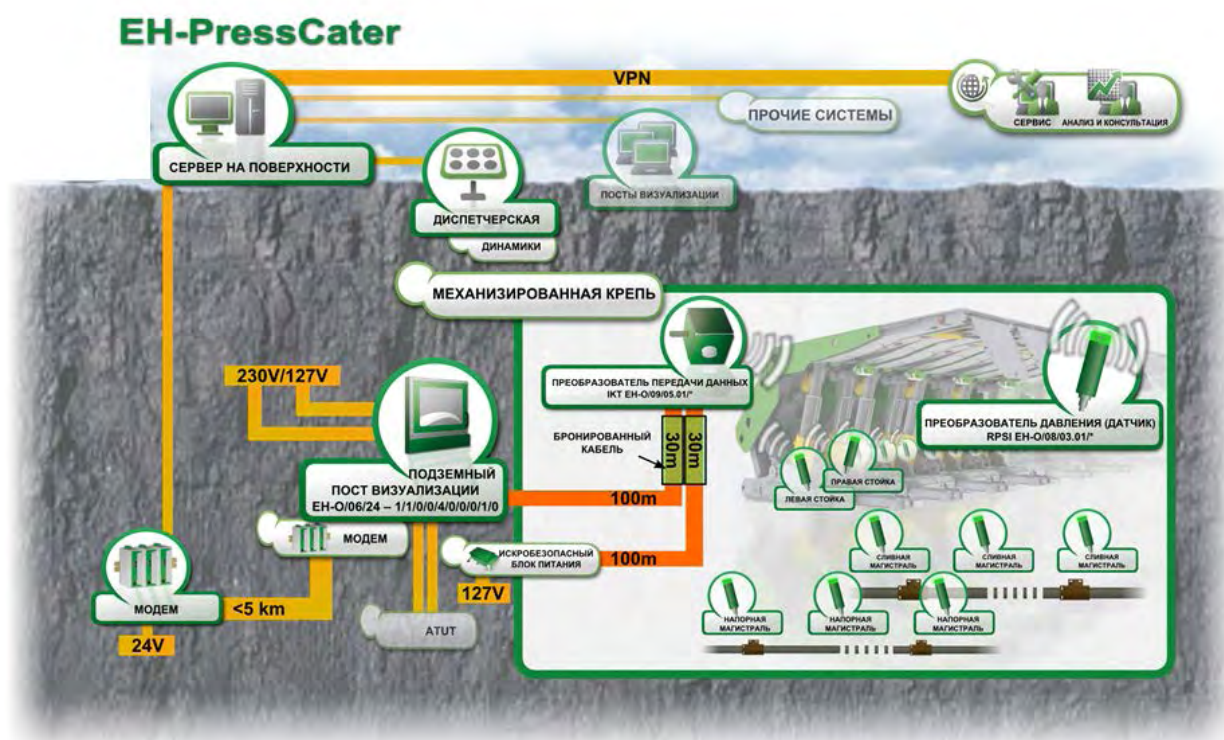 EH-PressCater
VPN
ПРОЧИЕ СИСТЕМЫ
СЕРВИС
АНАЛИЗ И КОНСУЛЬТАЦИЯ
СЕРВЕР НА ПОВЕРХНОСТИ
ПОСТЫ ВИЗУАЛИЗАЦИИ
ДИСПЕТЧЕРСКАЯ
ДИНАМИКИ
МЕХАНИЗИРОВАННАЯ КРЕПЬ
230V/127V
ПРЕОБРАЗОВАТЕЛЬ ПЕРЕДАЧИ ДАННЫХ
IKT EH-O/09/05.01/*
ПРЕОБРАЗОВАТЕЛЬ ДАВЛЕНИЯ (ДАТЧИК)
RPSI EH-O/08/03.01/*
БРОНИРОВАННЫЙ
КАБЕЛЬ
30m
30m
ПОДЗЕМНЫЙ
ПОСТ ВИЗУАЛИЗАЦИИ
EH-O/06/24 – 1/1/0/0/4/0/0/0/1/0
100m
ПРАВАЯ СТОЙКА
ЛЕВАЯ СТОЙКА
МОДЕМ
ИСКРОБЕЗОПАСНЫЙ
БЛОК ПИТАНИЯ
100m
127V
СЛИВНАЯ
МАГИСТРАЛЬ
СЛИВНАЯ
МАГИСТРАЛЬ
СЛИВНАЯ
МАГИСТРАЛЬ
МОДЕМ
<5 km
24V
ATUT
НАПОРНАЯ
МАГИСТРАЛЬ
НАПОРНАЯ
МАГИСТРАЛЬ
НАПОРНАЯ
МАГИСТРАЛЬ